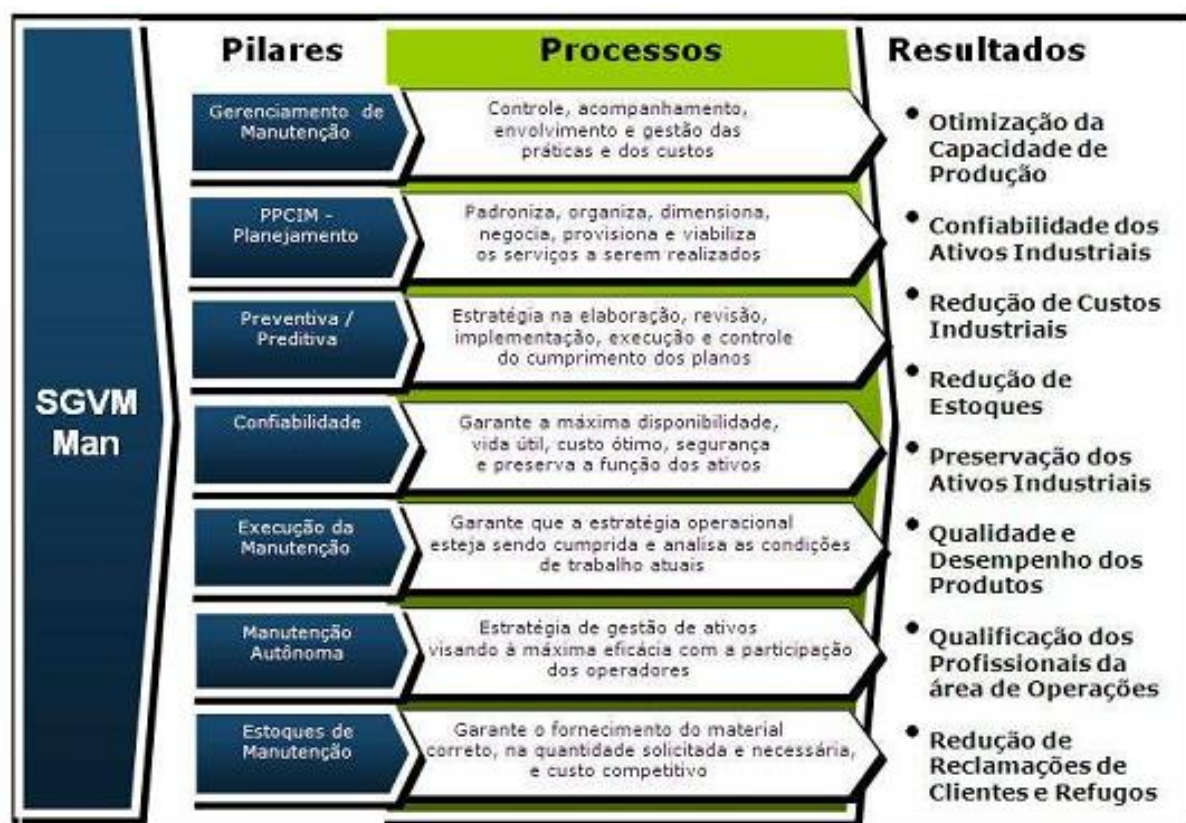 SGVM
Man
Pilares
Processos
Resultados
Gerenciamento de
Manutenção
Controle, acompanhamento,
envolvimento e gestão das
práticas e dos custos
PPCIM -
Planejamento
Padroniza, organiza, dimensiona,
negocia, provisiona e viabiliza
os serviços a serem realizados
Preventiva /
Preditiva
Estratégia na elaboração, revisão,
implementação, execução e controle
do cumprimento dos planos
Confiabilidade
Garante a máxima disponibilidade,
vida útil, custo ótimo, segurança
e preserva a função dos ativos
Execução da
Manutenção
Garante que a estratégia operacional
esteja sendo cumprida e analisa as condições
de trabalho atuais
Manutenção
Autônoma
Estratégia de gestão de ativos
visando à máxima eficácia com a participação
dos operadores
Estoques de
Manutenção
Garante o fornecimento do material
correto, na quantidade solicitada e necessária,
e custo competitivo
• Otimização da
Capacidade de
Produção
• Confiabilidade dos
Ativos Industriais
• Redução de Custos
Industriais
• Redução de
Estoques
• Preservação dos
Ativos Industriais
• Qualidade e
Desempenho dos
Produtos
• Qualificação dos
Profissionais da
área de Operações
• Redução de
Reclamações de
Clientes e Refugos